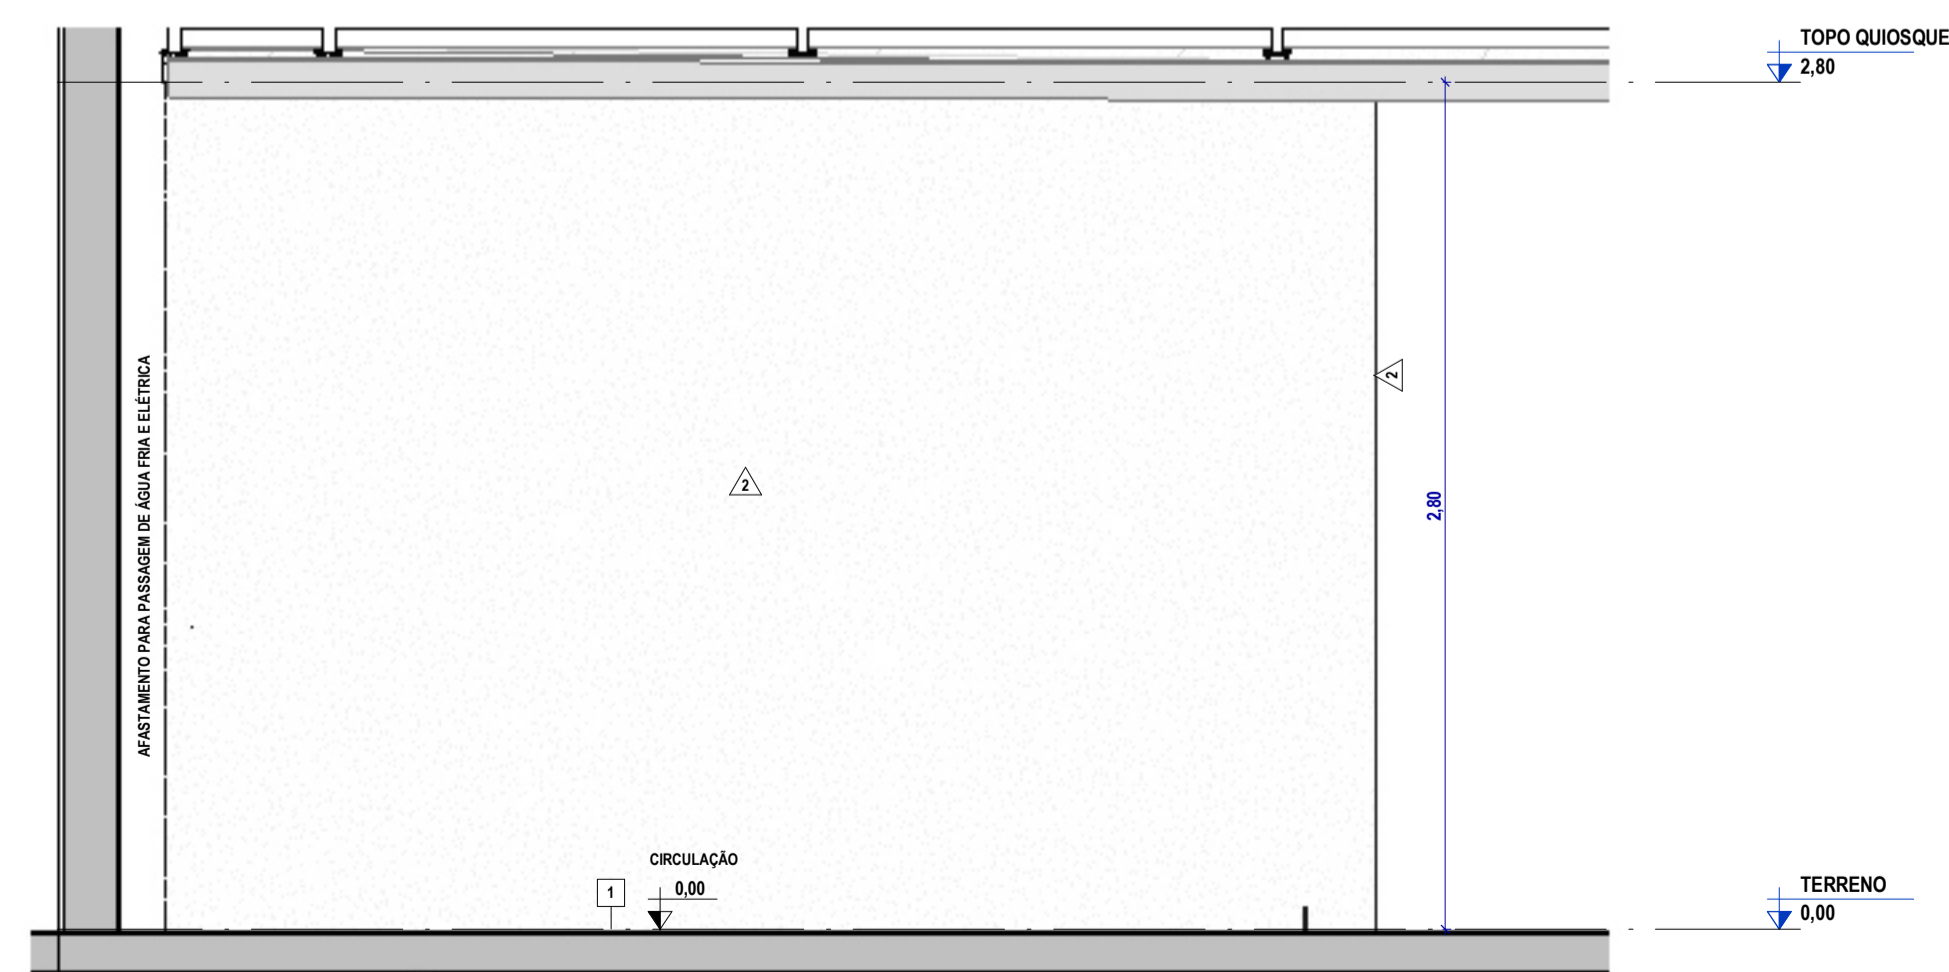 TOPO QUIOSQUE
2,80
AFASTAMENTO PARA PASSAGEM DE ÁGUA FRIA E ELÉTRICA
2
2
2,80
CIRCULAÇÃO
1
0,00
TERRENO
0,00